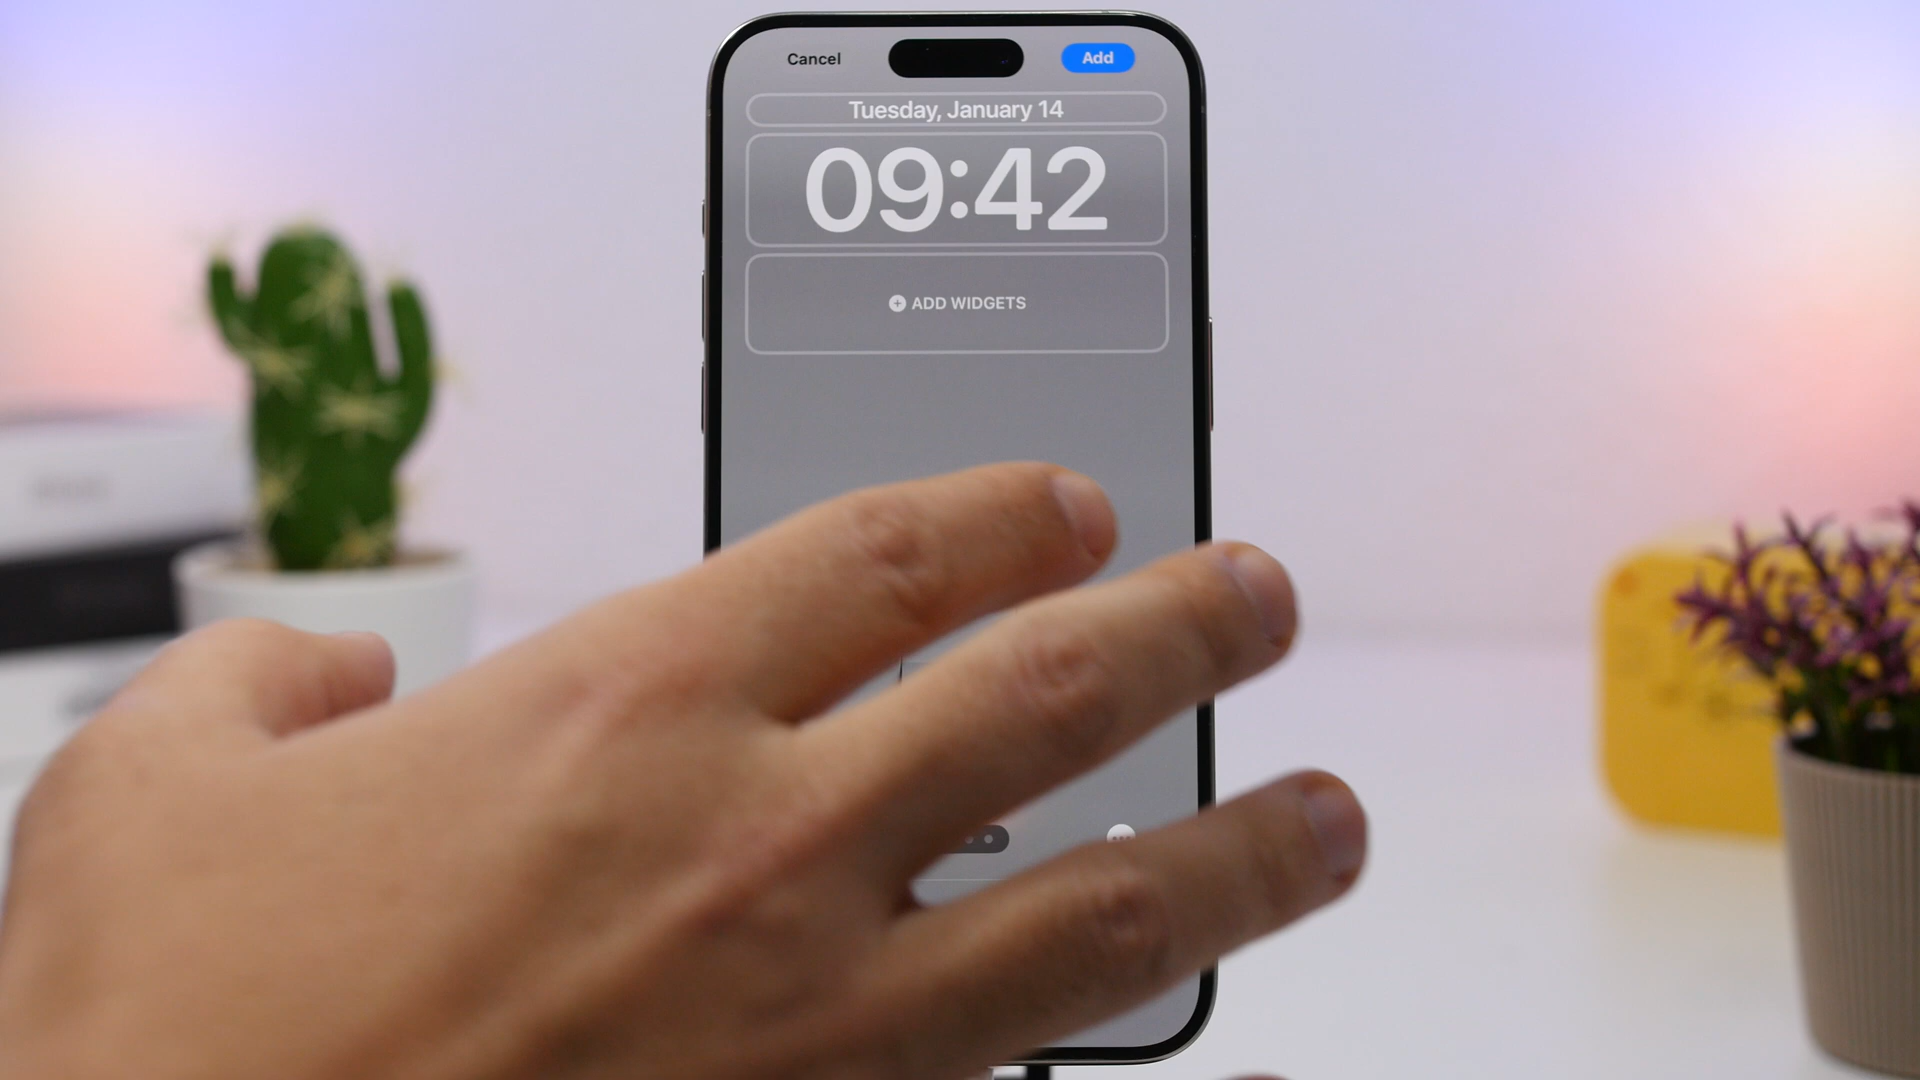 Cancel
Add
Tuesday, January 14
09:42
ADD WIDGETS